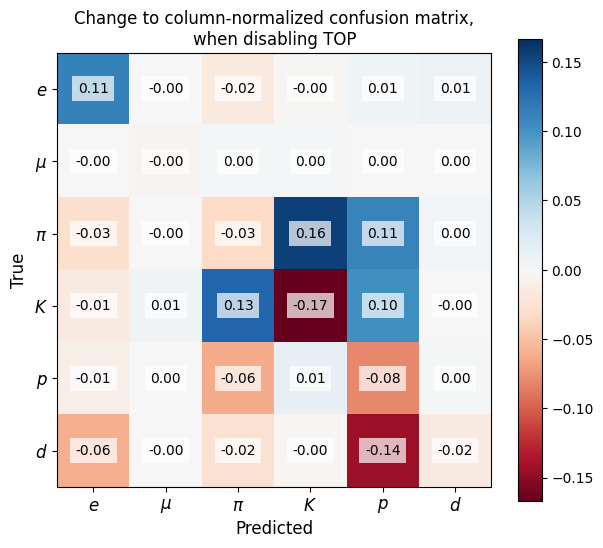 Change to column-normalized confusion matrix,
when disabling TOP
e 0.11 -0.00 -0.02 -0.00 0.01 0.01
μ -0.00 -0.00 0.00 0.00 0.00 0.00
π -0.03 -0.00 -0.03 0.16 0.11 0.00
K -0.01 0.01 0.13 -0.17 0.10 -0.00
p -0.01 0.00 -0.06 0.01 -0.08 0.00
d -0.06 -0.00 -0.02 -0.00 -0.14 -0.02
e μ π K p d
Predicted
True
0.15
0.10
0.05
0.00
-0.05
-0.10
-0.15